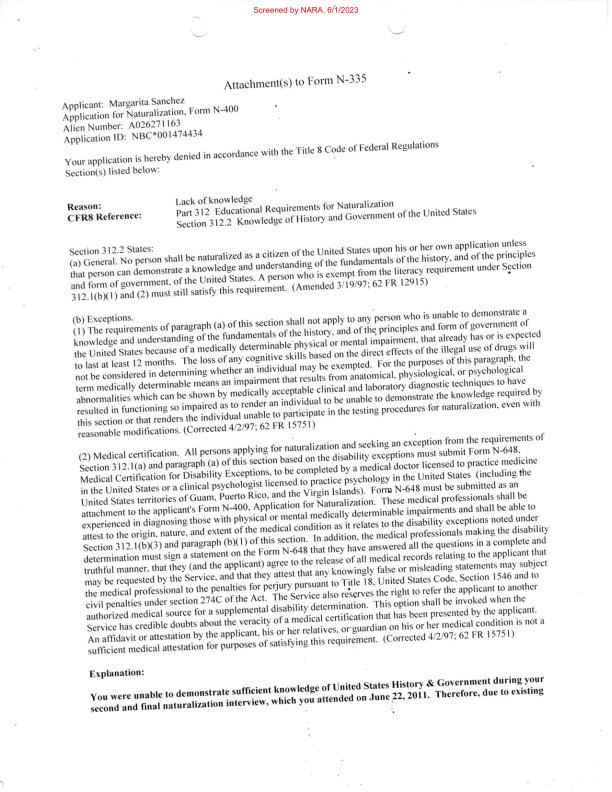 Screened by NARA, 6/1/2023
Attachment(s) to Form N-335
Applicant: Margarita Sanchez
Application for Naturalization, Form N-400
Alien Number: A026271163
Application ID: NBC*001474434
Your application is hereby denied in accordance with the Title 8 Code of Federal Regulations
Section(s) listed below:
Reason: Lack of knowledge
CFR8 Reference: Part 312 Educational Requirements for Naturalization
Section 312.2 Knowledge of History and Government of the United States
Section 312.2 States:
(a) General. No person shall be naturalized as a citizen of the United States upon his or her own application unless
that person can demonstrate a knowledge and understanding of the fundamentals of the history, and of the principles
and form of government, of the United States. A person who is exempt from the literacy requirement under Section
312.1(b)(1) and (2) must still satisfy this requirement. (Amended 3/19/97; 62 FR 12915)
(b) Exceptions.
(1) The requirements of paragraph (a) of this section shall not apply to any person who is unable to demonstrate a
knowledge and understanding of the fundamentals of the history, and of the principles and form of government of
the United States because of a medically determinable physical or mental impairment, that already has or is expected
to last at least 12 months. The loss of any cognitive skills based on the direct effects of the illegal use of drugs will
not be considered in determining whether an individual may be exempted. For the purposes of this paragraph, the
term medically determinable means an impairment that results from anatomical, physiological, or psychological
abnormalities which can be shown by medically acceptable clinical and laboratory diagnostic techniques to have
resulted in functioning so impaired as to render an individual to be unable to demonstrate the knowledge required by
this section or that renders the individual unable to participate in the testing procedures for naturalization, even with
reasonable modifications. (Corrected 4/2/97; 62 FR 15751)
(2) Medical certification. All persons applying for naturalization and seeking an exception from the requirements of
Section 312.1(a) and paragraph (a) of this section based on the disability exceptions must submit Form N-648,
Medical Certification for Disability Exceptions, to be completed by a medical doctor licensed to practice medicine
in the United States or a clinical psychologist licensed to practice psychology in the United States (including the
United States territories of Guam, Puerto Rico, and the Virgin Islands). Form N-648 must be submitted as an
attachment to the applicant's Form N-400, Application for Naturalization. These medical professionals shall be
experienced in diagnosing those with physical or mental medically determinable impairments and shall be able to
attest to the origin, nature, and extent of the medical condition as it relates to the disability exceptions noted under
Section 312.1(b)(3) and paragraph (b)(1) of this section. In addition, the medical professionals making the disability
determination must sign a statement on the Form N-648 that they have answered all the questions in a complete and
truthful manner, that they (and the applicant) agree to the release of all medical records relating to the applicant that
may be requested by the Service, and that they attest that any knowingly false or misleading statements may subject
the medical professional to the penalties for perjury pursuant to Title 18, United States Code, Section 1546 and to
civil penalties under section 274C of the Act. The Service also reserves the right to refer the applicant to another
authorized medical source for a supplemental disability determination. This option shall be invoked when the
Service has credible doubts about the veracity of a medical certification that has been presented by the applicant.
An affidavit or attestation by the applicant, his or her relatives, or guardian on his or her medical condition is not a
sufficient medical attestation for purposes of satisfying this requirement. (Corrected 4/2/97; 62 FR 15751)
Explanation:
You were unable to demonstrate sufficient knowledge of United States History & Government during your
second and final naturalization interview, which you attended on June 22, 2011. Therefore, due to existing